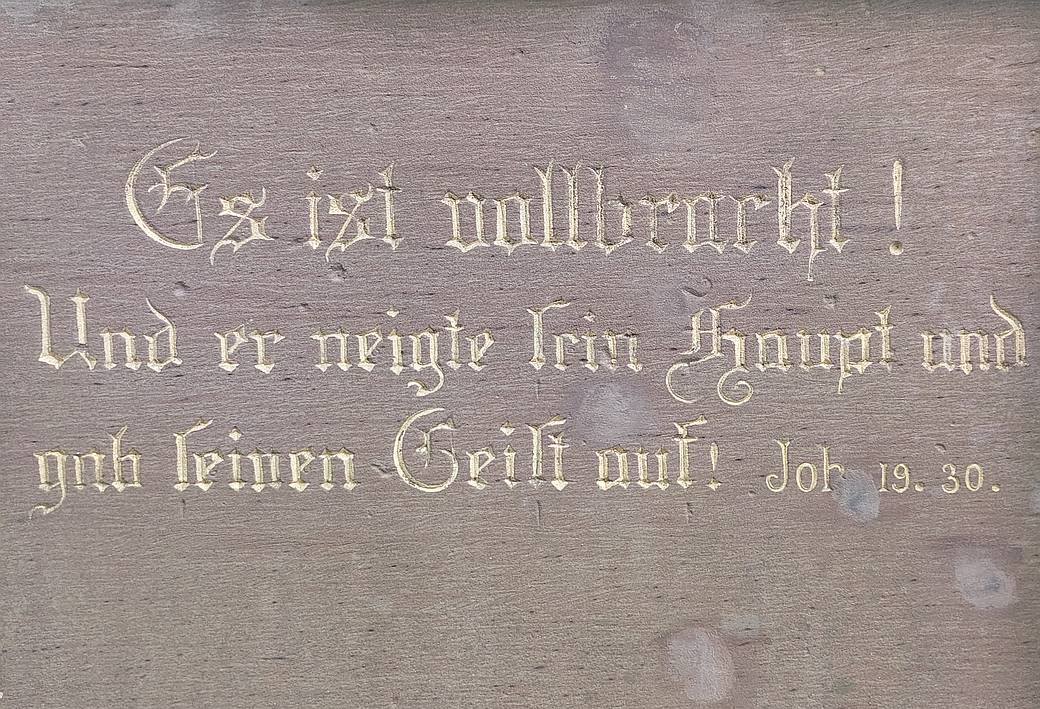 Es ist vollbracht!
Und er neigte sein Haupt und
gab seinen Geist auf! Joh. 19. 30.